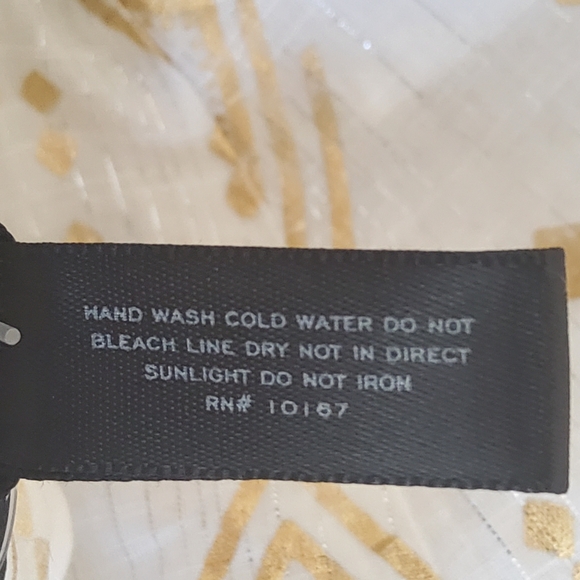 HAND WASH COLD WATER DO NOT
BLEACH LINE DRY NOT IN DIRECT
SUNLIGHT DO NOT IRON
RN# 10167